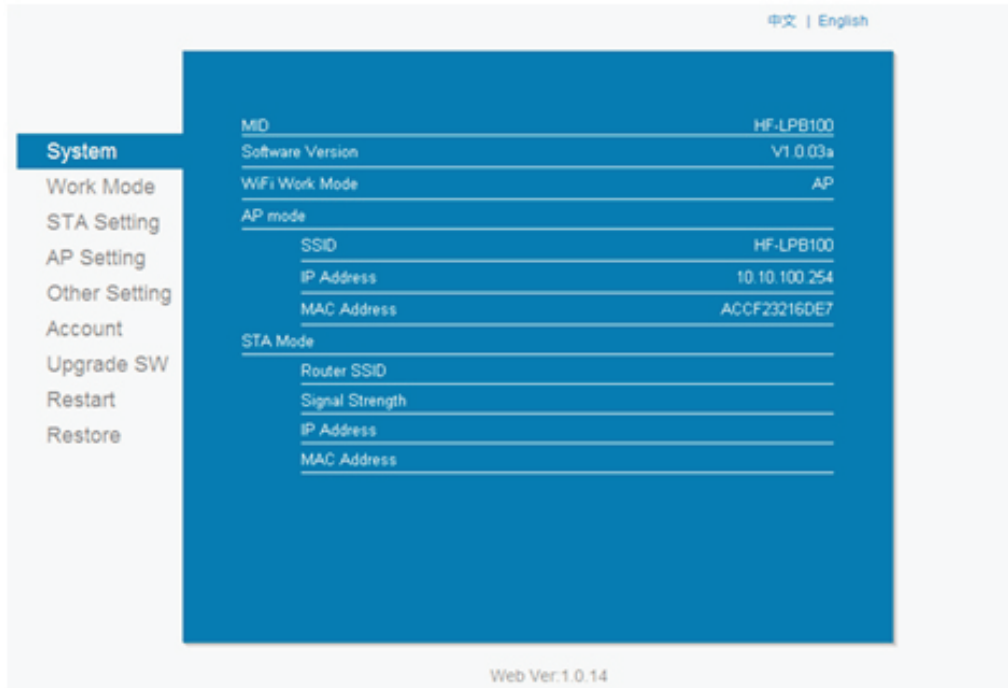 中文 | English
System
Work Mode
STA Setting
AP Setting
Other Setting
Account
Upgrade SW
Restart
Restore
MID HF-LPB100
Software Version V1.0.03a
WiFi Work Mode AP
AP mode
SSID HF-LPB100
IP Address 10.10.100.254
MAC Address ACCF23216DE7
STA Mode
Router SSID
Signal Strength
IP Address
MAC Address
Web Ver:1.0.14